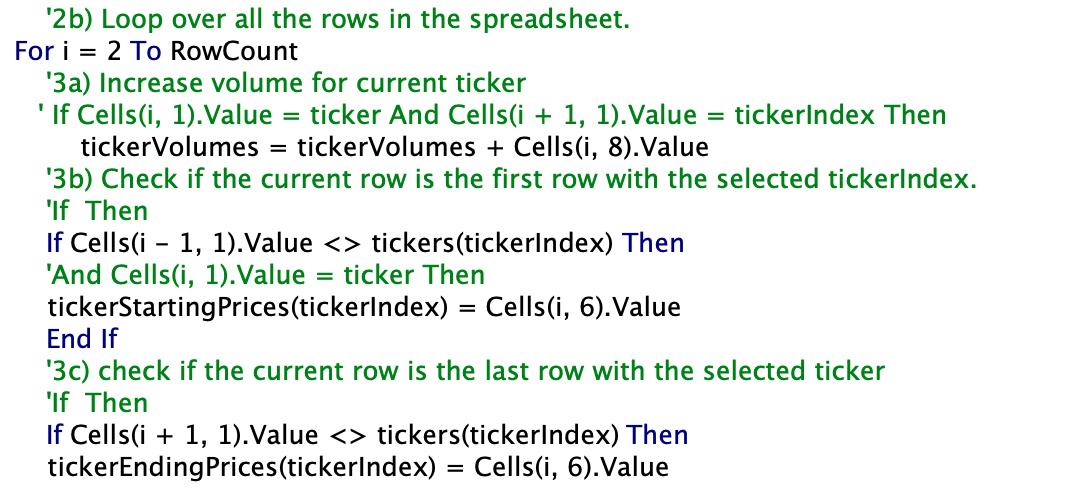 '2b) Loop over all the rows in the spreadsheet.
For i = 2 To RowCount
'3a) Increase volume for current ticker
' If Cells(i, 1).Value = ticker And Cells(i + 1, 1).Value = tickerIndex Then
tickerVolumes = tickerVolumes + Cells(i, 8).Value
'3b) Check if the current row is the first row with the selected tickerIndex.
'If  Then
If Cells(i - 1, 1).Value <> tickers(tickerIndex) Then
'And Cells(i, 1).Value = ticker Then
tickerStartingPrices(tickerIndex) = Cells(i, 6).Value
End If
'3c) check if the current row is the last row with the selected ticker
'If  Then
If Cells(i + 1, 1).Value <> tickers(tickerIndex) Then
tickerEndingPrices(tickerIndex) = Cells(i, 6).Value